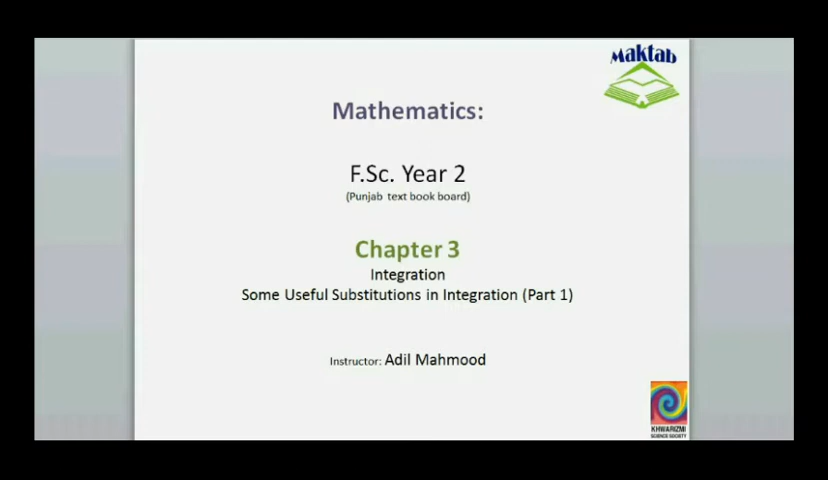 Maktab
Mathematics:
F.Sc. Year 2
(Punjab text book board)
Chapter 3
Integration
Some Useful Substitutions in Integration (Part 1)
Instructor: Adil Mahmood
KHWARIZMI
SCIENCE SOCIETY